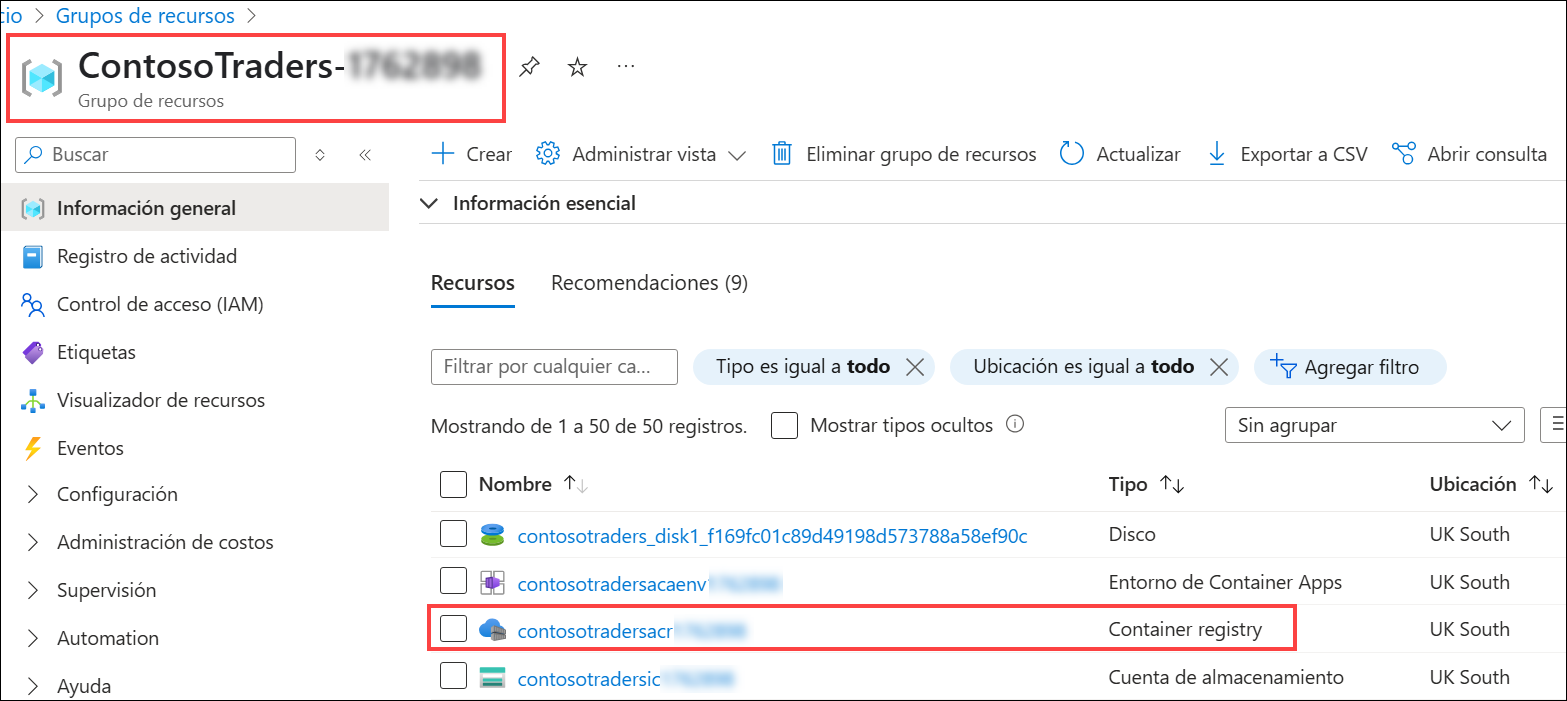 cio > Grupos de recursos >
ContosoTraders-
Grupo de recursos
Buscar
Crear Administrar vista Eliminar grupo de recursos Actualizar Exportar a CSV Abrir consulta
Información general
Registro de actividad
Control de acceso (IAM)
Etiquetas
Visualizador de recursos
Eventos
Configuración
Administración de costos
Supervisión
Automation
Ayuda
Información esencial
Recursos Recomendaciones (9)
Filtrar por cualquier ca... Tipo es igual a todo Ubicación es igual a todo Agregar filtro
Mostrando de 1 a 50 de 50 registros. Mostrar tipos ocultos Sin agrupar
Nombre Tipo Ubicación
contosotraders_disk1_f169fc01c89d49198d573788a58ef90c Disco UK South
contosotradersacaenv Entorno de Container Apps UK South
contosotradersacr Container registry UK South
contosotradersic Cuenta de almacenamiento UK South